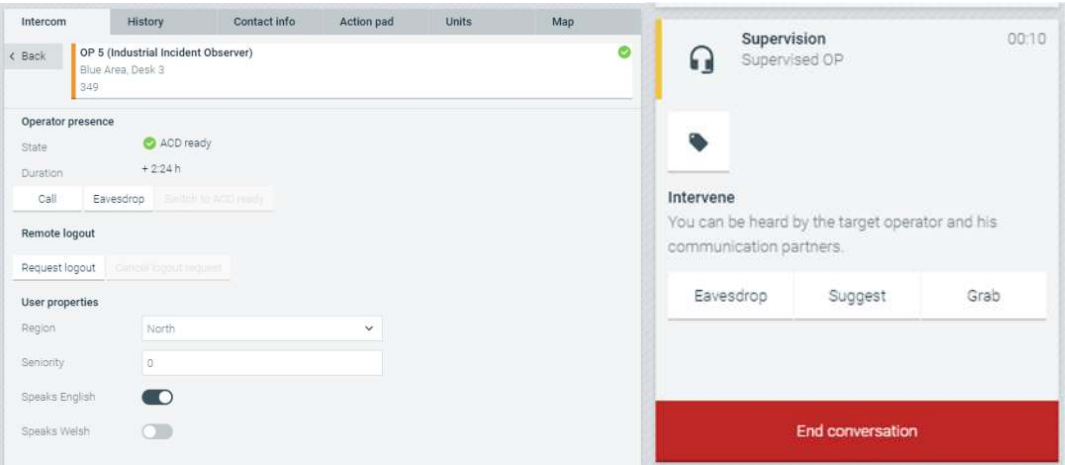 Intercom History Contact info Action pad Units Map
< Back
OP 5 (Industrial Incident Observer)
Blue Area, Desk 3
349
Operator presence
State ACD ready
Duration + 2:24 h
Call Eavesdrop Switch to ACD ready
Remote logout
Request logout Cancel logout request
User properties
Region North
Seniority 0
Speaks English
Speaks Welsh
Supervision 00:10
Supervised OP
Intervene
You can be heard by the target operator and his
communication partners.
Eavesdrop Suggest Grab
End conversation